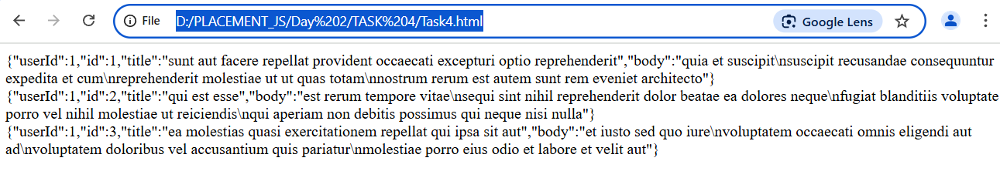 File D:/PLACEMENT_JS/Day%202/TASK%204/Task4.html Google Lens
{"userId":1,"id":1,"title":"sunt aut facere repellat provident occaecati excepturi optio reprehenderit","body":"quia et suscipit\nsuscipit recusandae consequuntur
expedita et cum\nreprehenderit molestiae ut ut quas totam\nnostrum rerum est autem sunt rem eveniet architecto"}
{"userId":1,"id":2,"title":"qui est esse","body":"est rerum tempore vitae\nsequi sint nihil reprehenderit dolor beatae ea dolores neque\nfugiat blanditiis voluptate
porro vel nihil molestiae ut reiciendis\nqui aperiam non debitis possimus qui neque nisi nulla"}
{"userId":1,"id":3,"title":"ea molestias quasi exercitationem repellat qui ipsa sit aut","body":"et iusto sed quo iure\nvoluptatem occaecati omnis eligendi aut
ad\nvoluptatem doloribus vel accusantium quis pariatur\nmolestiae porro eius odio et labore et velit aut"}